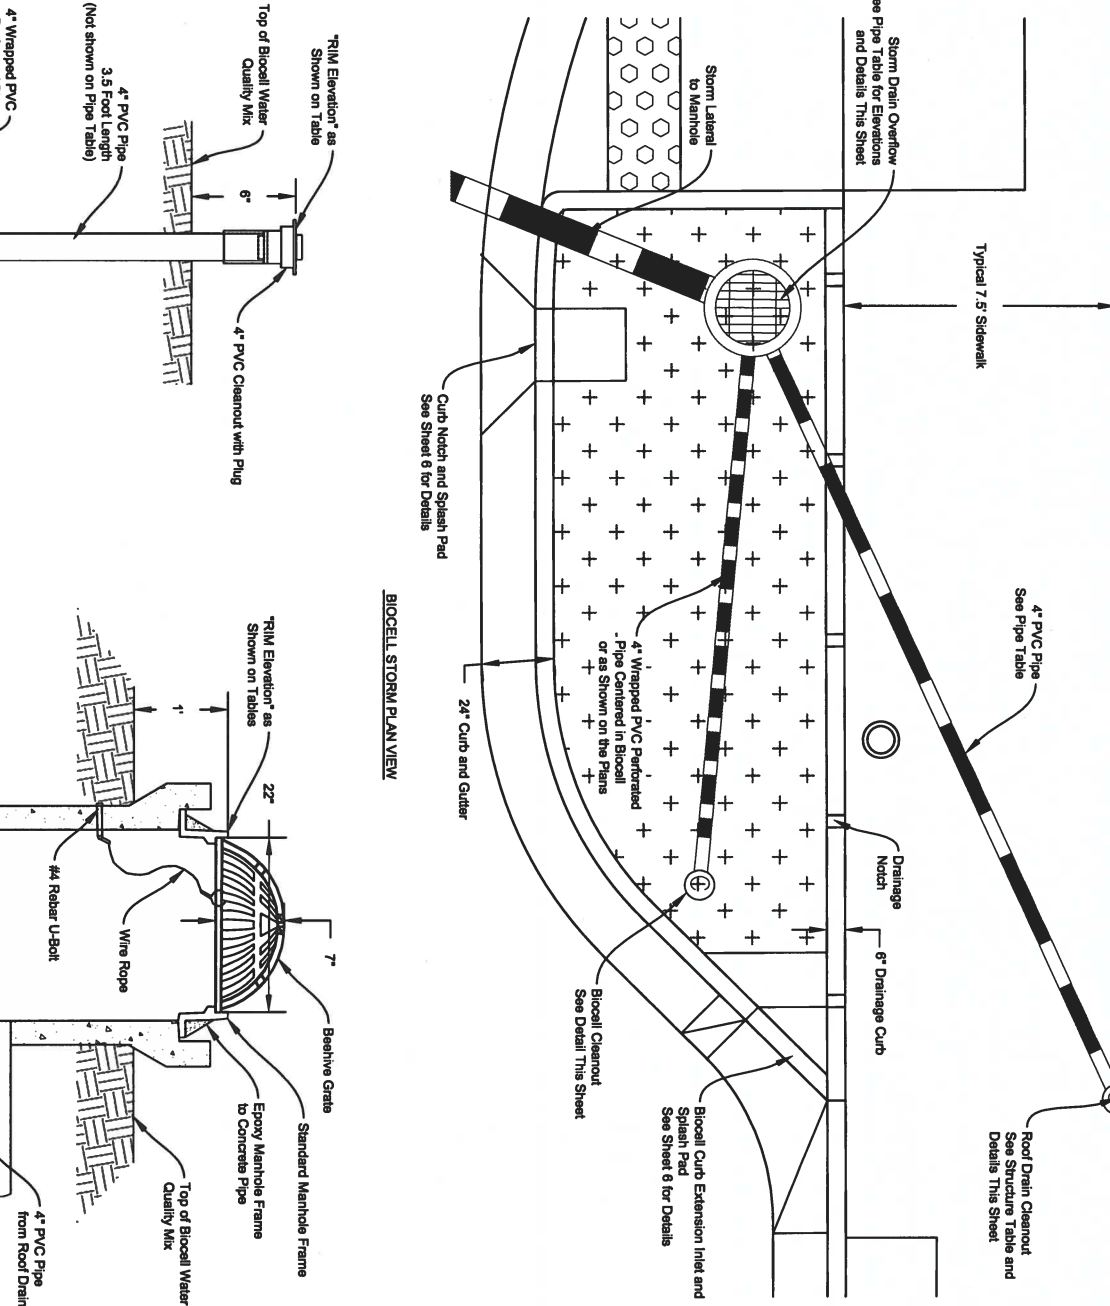 Storm Drain Overflow
Pipe Table for Elevations
and Details This Sheet
Storm Lateral
to Manhole
Typical 7.5' Sidewalk
4" PVC Pipe
See Pipe Table
Roof Drain Cleanout
See Structure Table and
Details This Sheet
Drainage
Notch
6" Drainage Curb
4" Wrapped PVC Perforated
Pipe Centered in Biocell
or as Shown on the Plans
Biocell Cleanout
See Detail This Sheet
Biocell Curb Extension Inlet and
Splash Pad
See Sheet 6 for Details
Curb Notch and Splash Pad
See Sheet 6 for Details
24" Curb and Gutter
BIOCELL STORM PLAN VIEW
"RIM Elevation" as
Shown on Table
Top of Biocell Water
Quality Mix
6"
4" PVC Pipe
3.5 Foot Length
(Not shown on Pipe Table)
4" PVC Cleanout with Plug
4" Wrapped PVC
"RIM Elevation" as
Shown on Tables
22"
1'
7"
Beehive Grate
Standard Manhole Frame
Epoxy Manhole Frame
to Concrete Pipe
Top of Biocell Water
Quality Mix
Wire Rope
#4 Rebar U-Bolt
4" PVC Pipe
from Roof Drain